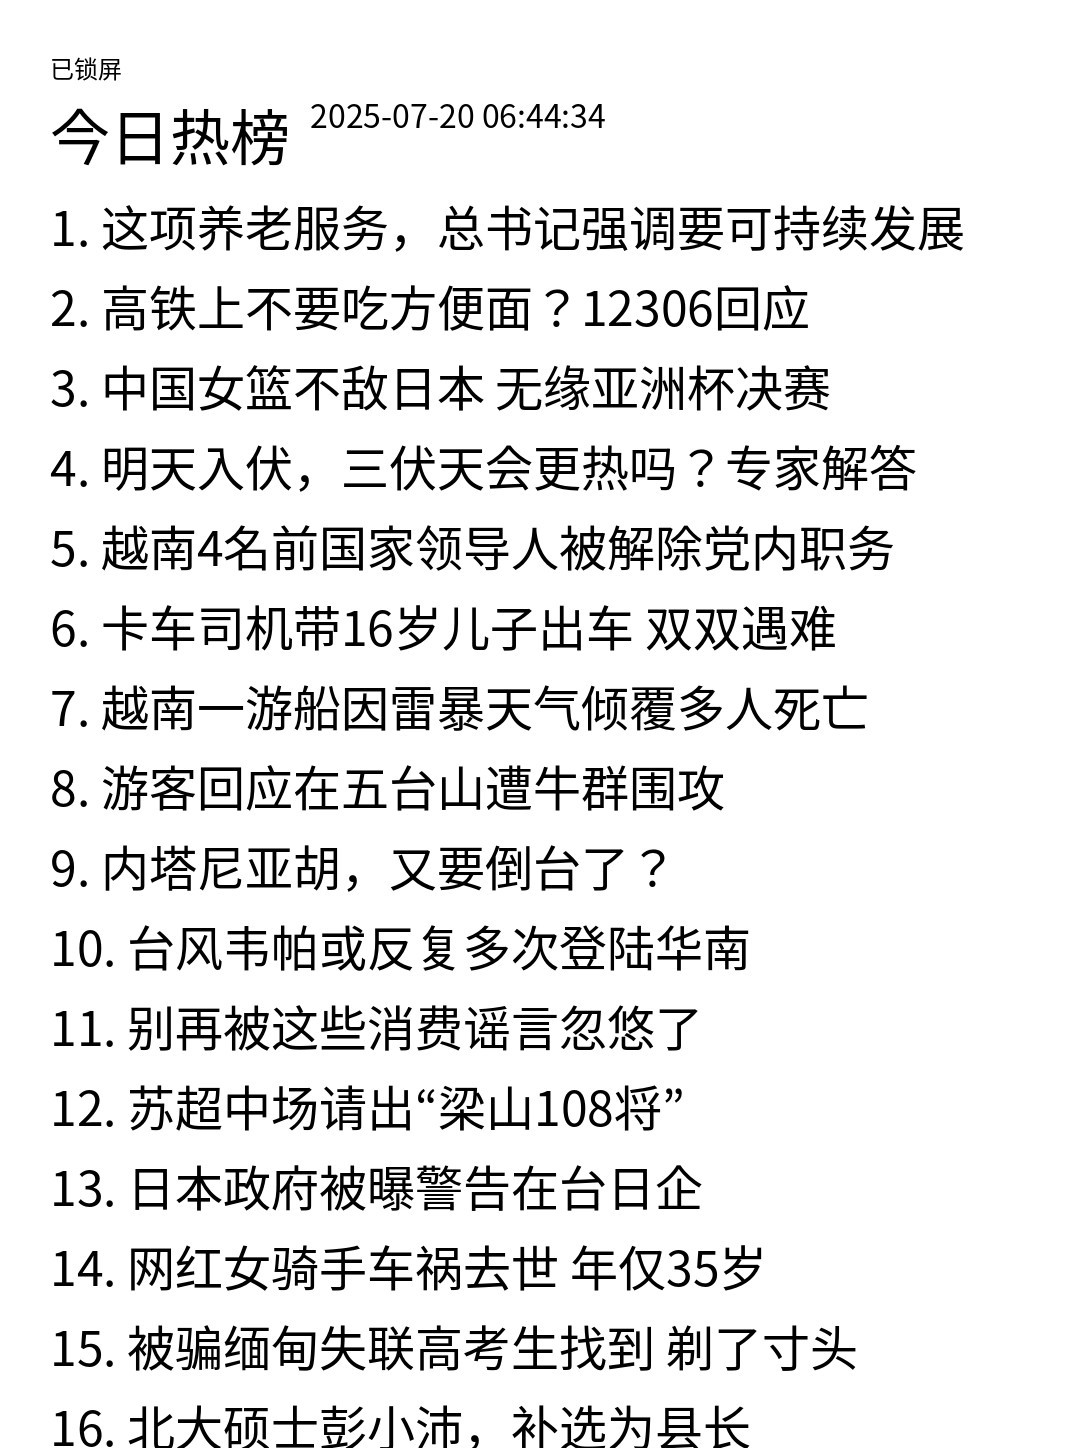 已锁屏
今日热榜 2025-07-20 06:44:34
1. 这项养老服务，总书记强调要可持续发展
2. 高铁上不要吃方便面？12306回应
3. 中国女篮不敌日本 无缘亚洲杯决赛
4. 明天入伏，三伏天会更热吗？专家解答
5. 越南4名前国家领导人被解除党内职务
6. 卡车司机带16岁儿子出车 双双遇难
7. 越南一游船因雷暴天气倾覆多人死亡
8. 游客回应在五台山遭牛群围攻
9. 内塔尼亚胡，又要倒台了？
10. 台风韦帕或反复多次登陆华南
11. 别再被这些消费谣言忽悠了
12. 苏超中场请出“梁山108将”
13. 日本政府被曝警告在台日企
14. 网红女骑手车祸去世 年仅35岁
15. 被骗缅甸失联高考生找到 剃了寸头
16. 北大硕士彭小沛，补选为县长